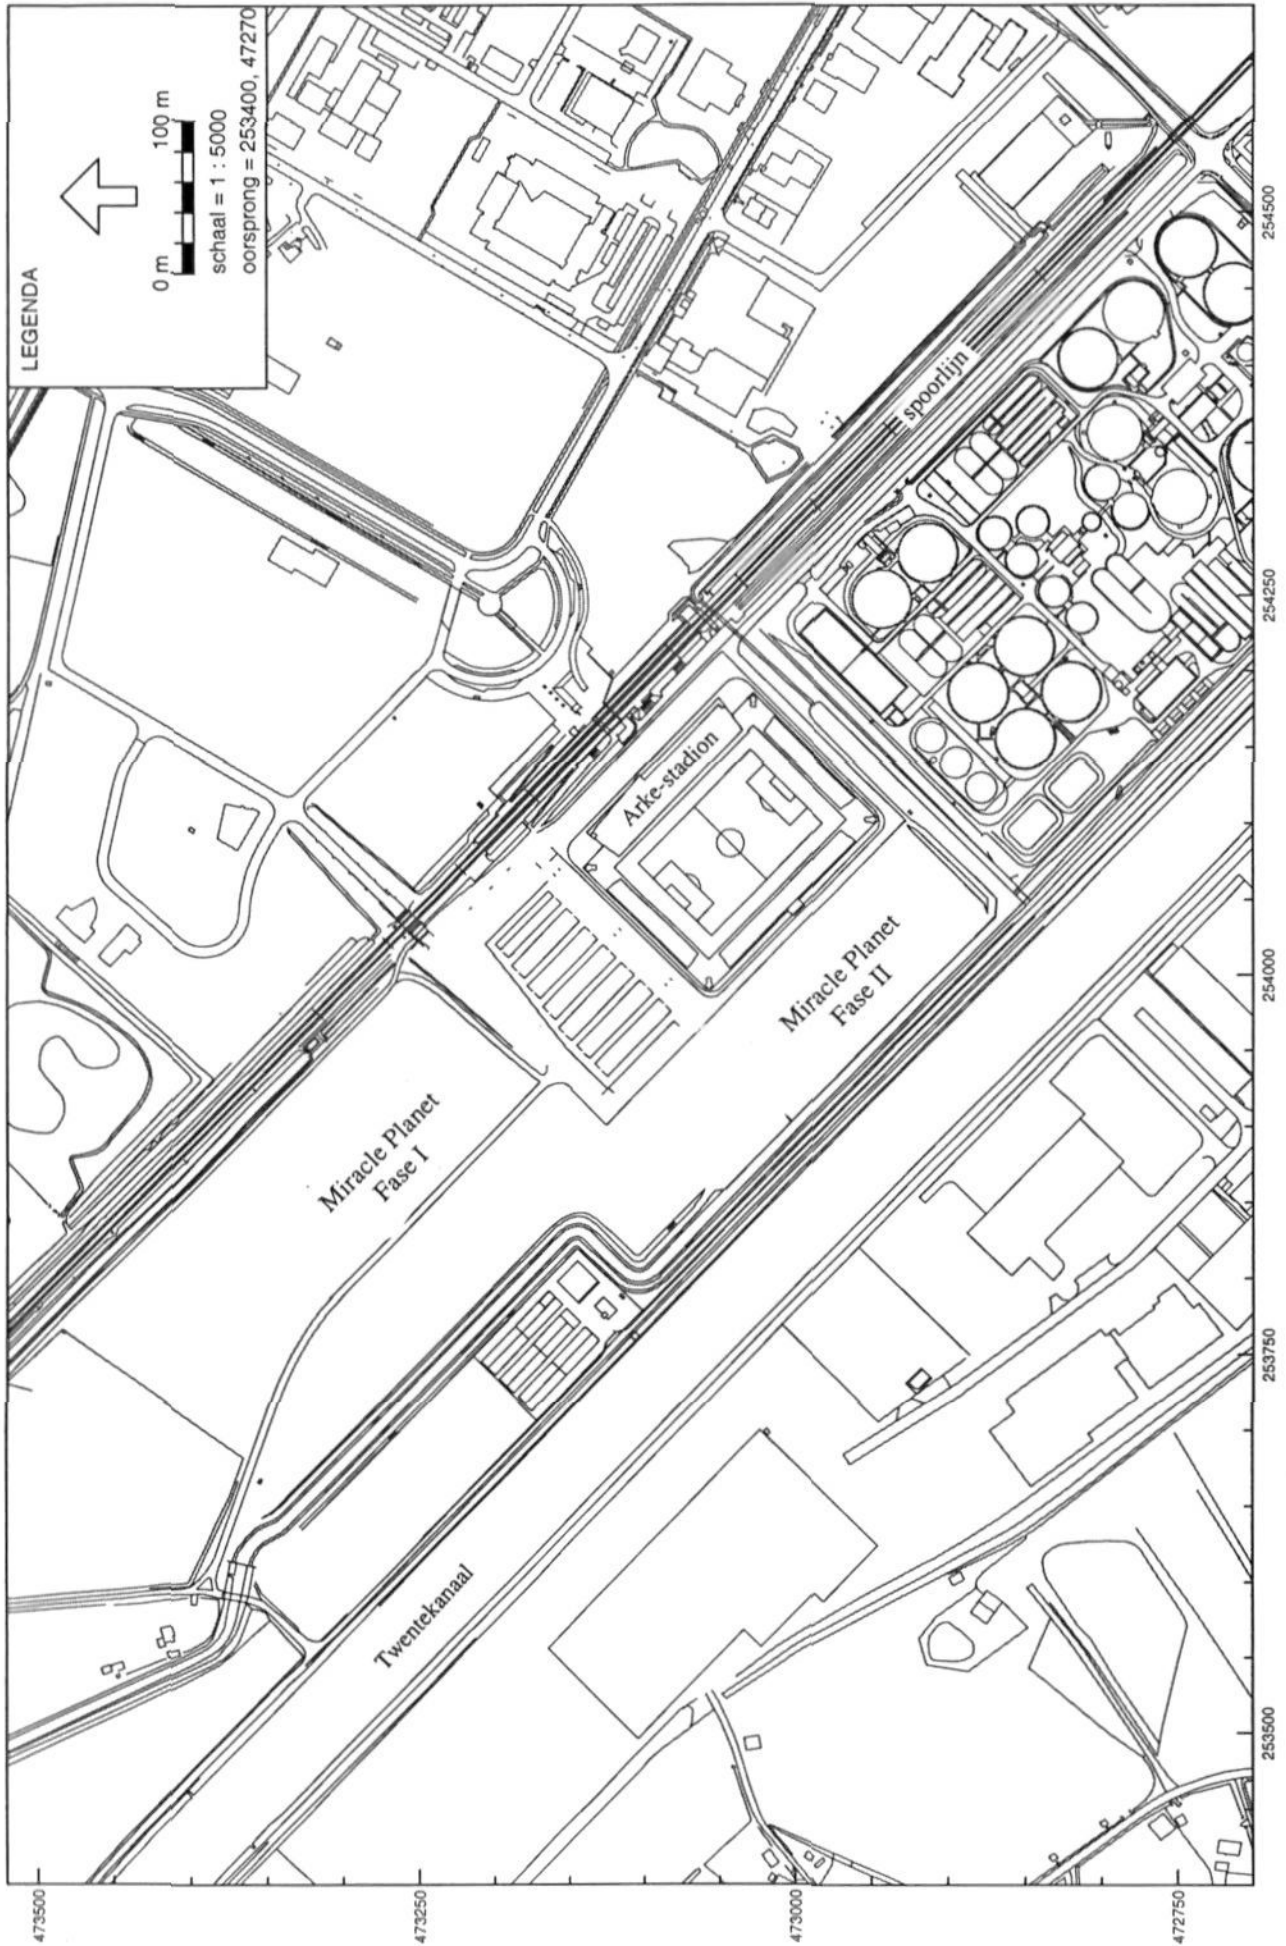 LEGENDA
0 m 100 m
schaal = 1 : 5000
oorsprong = 253400, 47270
spoorlijn
Arke-stadion
Miracle Planet
Fase I
Miracle Planet
Fase II
Twentekanaal
473500
473250
473000
472750
253500
253750
254000
254250
254500